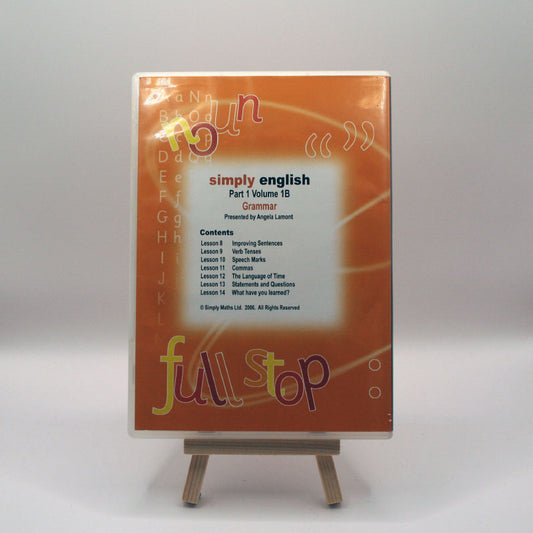 noun
“ ”
simply english
Part 1 Volume 1B
Grammar
Presented by Angela Lamont
Contents
Lesson 8 Improving Sentences
Lesson 9 Verb Tenses
Lesson 10 Speech Marks
Lesson 11 Commas
Lesson 12 The Language of Time
Lesson 13 Statements and Questions
Lesson 14 What have you learned?
© Simply Maths Ltd. 2006. All Rights Reserved
full stop